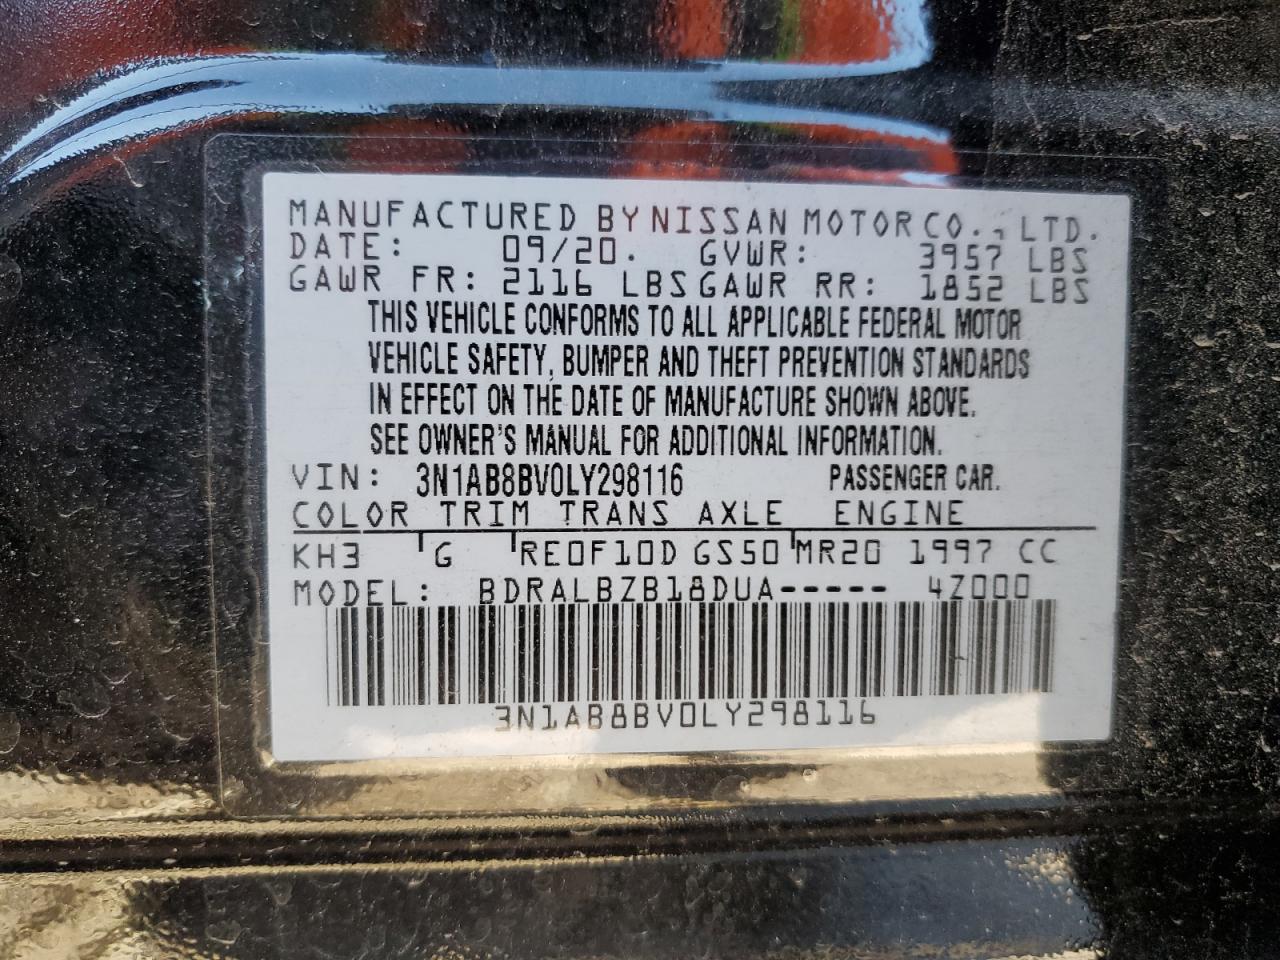 MANUFACTURED BY NISSAN MOTOR CO., LTD.
DATE: 09/20. GVWR: 3957 LBS
GAWR FR: 2116 LBS GAWR RR: 1852 LBS
THIS VEHICLE CONFORMS TO ALL APPLICABLE FEDERAL MOTOR
VEHICLE SAFETY, BUMPER AND THEFT PREVENTION STANDARDS
IN EFFECT ON THE DATE OF MANUFACTURE SHOWN ABOVE.
SEE OWNER'S MANUAL FOR ADDITIONAL INFORMATION.
VIN: 3N1AB8BV0LY298116 PASSENGER CAR.
COLOR TRIM TRANS AXLE ENGINE
KH3 G RE0F10D GS50 MR20 1997 CC
MODEL: BDRALBZB18DUA----- 4Z000
3N1AB8BV0LY298116